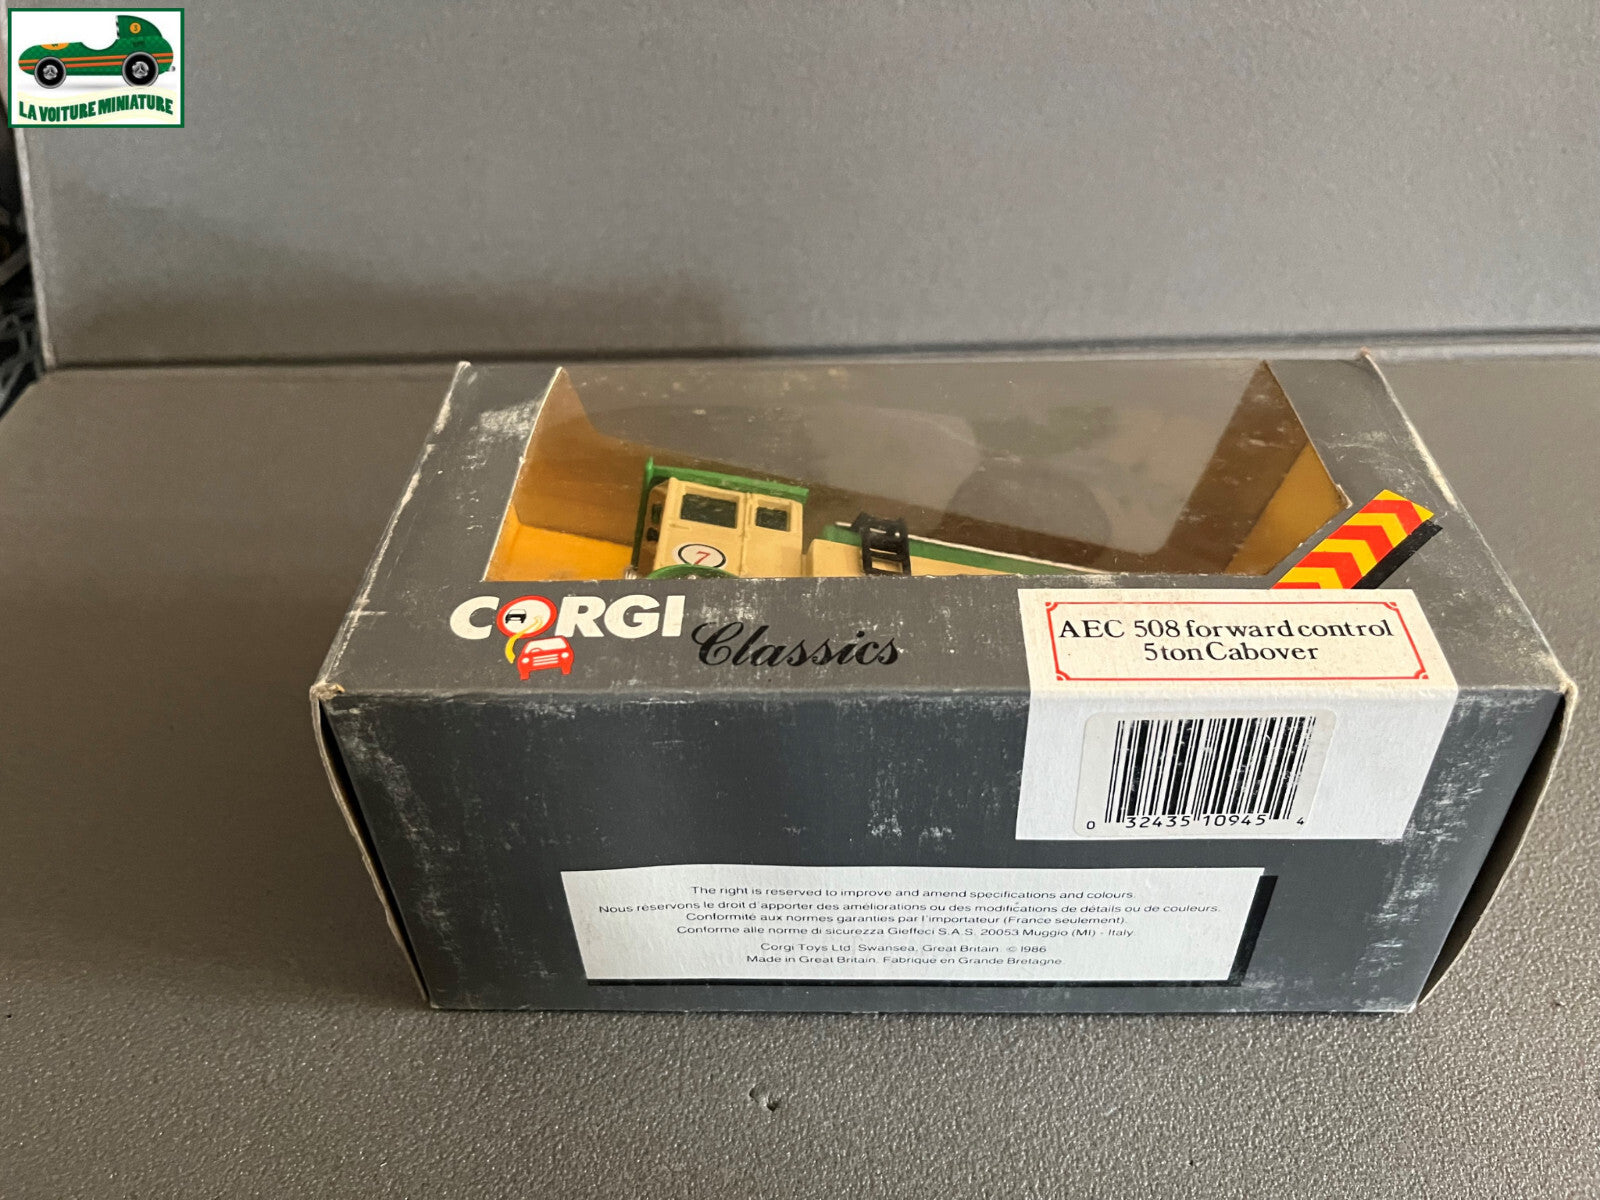 LA VOITURE MINIATURE
7
CORGI
Classics
AEC 508 forward control
5 ton Cabover
0 32435 10945 4
The right is reserved to improve and amend specifications and colours.
Nous réservons le droit d'apporter des améliorations ou des modifications de détails ou de couleurs.
Conformité aux normes garanties par l'importateur (France seulement).
Conforme alle norme di sicurezza Gieffeci S.A.S. 20053 Muggio (MI) - Italy.
Corgi Toys Ltd. Swansea, Great Britain. © 1986
Made in Great Britain. Fabriqué en Grande Bretagne.